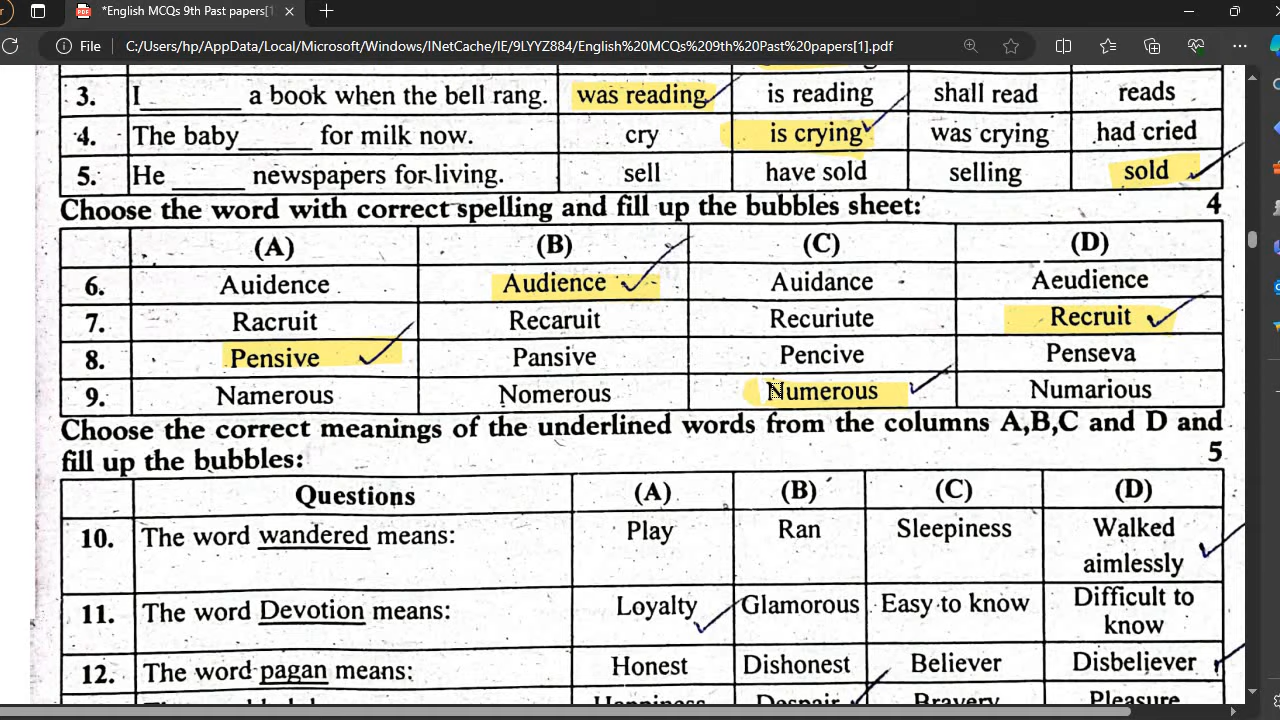 *English MCQs 9th Past papers[1
File C:/Users/hp/AppData/Local/Microsoft/Windows/INetCache/IE/9LYYZ884/English%20MCQs%209th%20Past%20papers[1].pdf
3. I_______ a book when the bell rang. was reading is reading shall read reads
4. The baby_____ for milk now. cry is crying was crying had cried
5. He _____ newspapers for living. sell have sold selling sold
Choose the word with correct spelling and fill up the bubbles sheet: 4
(A) (B) (C) (D)
6. Auidence Audience Auidance Aeudience
7. Racruit Recaruit Recuriute Recruit
8. Pensive Pansive Pencive Penseva
9. Namerous Nomerous Numerous Numarious
Choose the correct meanings of the underlined words from the columns A,B,C and D and
fill up the bubbles: 5
Questions (A) (B) (C) (D)
10. The word wandered means: Play Ran Sleepiness Walked
aimlessly
11. The word Devotion means: Loyalty Glamorous Easy to know Difficult to
know
12. The word pagan means: Honest Dishonest Believer Disbeliever
Happiness Despair Bravery Pleasure